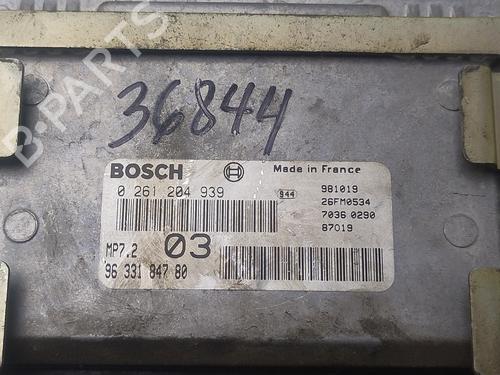 B-PARTS
36844
BOSCH
Made in France
0 261 204 939
944
981019
26FM0534
7036 0290
87019
MP7.2
03
96 331 847 80